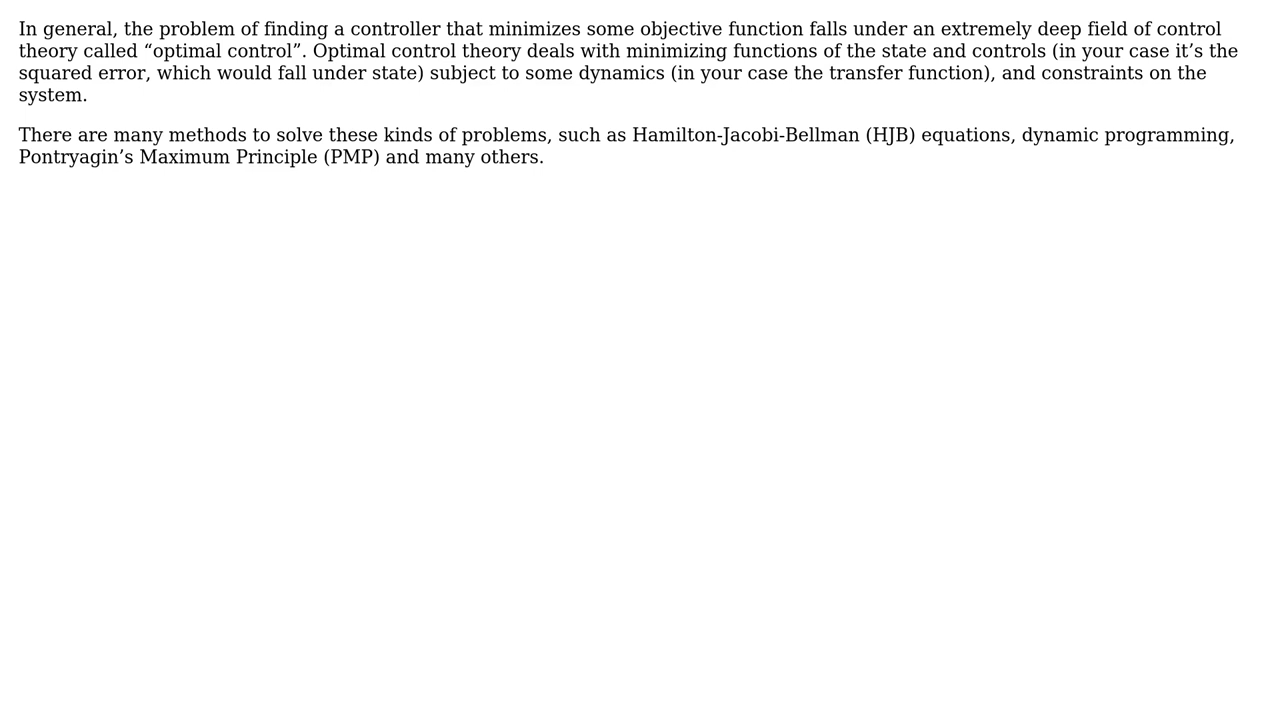 In general, the problem of finding a controller that minimizes some objective function falls under an extremely deep field of control
theory called “optimal control”. Optimal control theory deals with minimizing functions of the state and controls (in your case it’s the
squared error, which would fall under state) subject to some dynamics (in your case the transfer function), and constraints on the
system.
There are many methods to solve these kinds of problems, such as Hamilton-Jacobi-Bellman (HJB) equations, dynamic programming,
Pontryagin’s Maximum Principle (PMP) and many others.